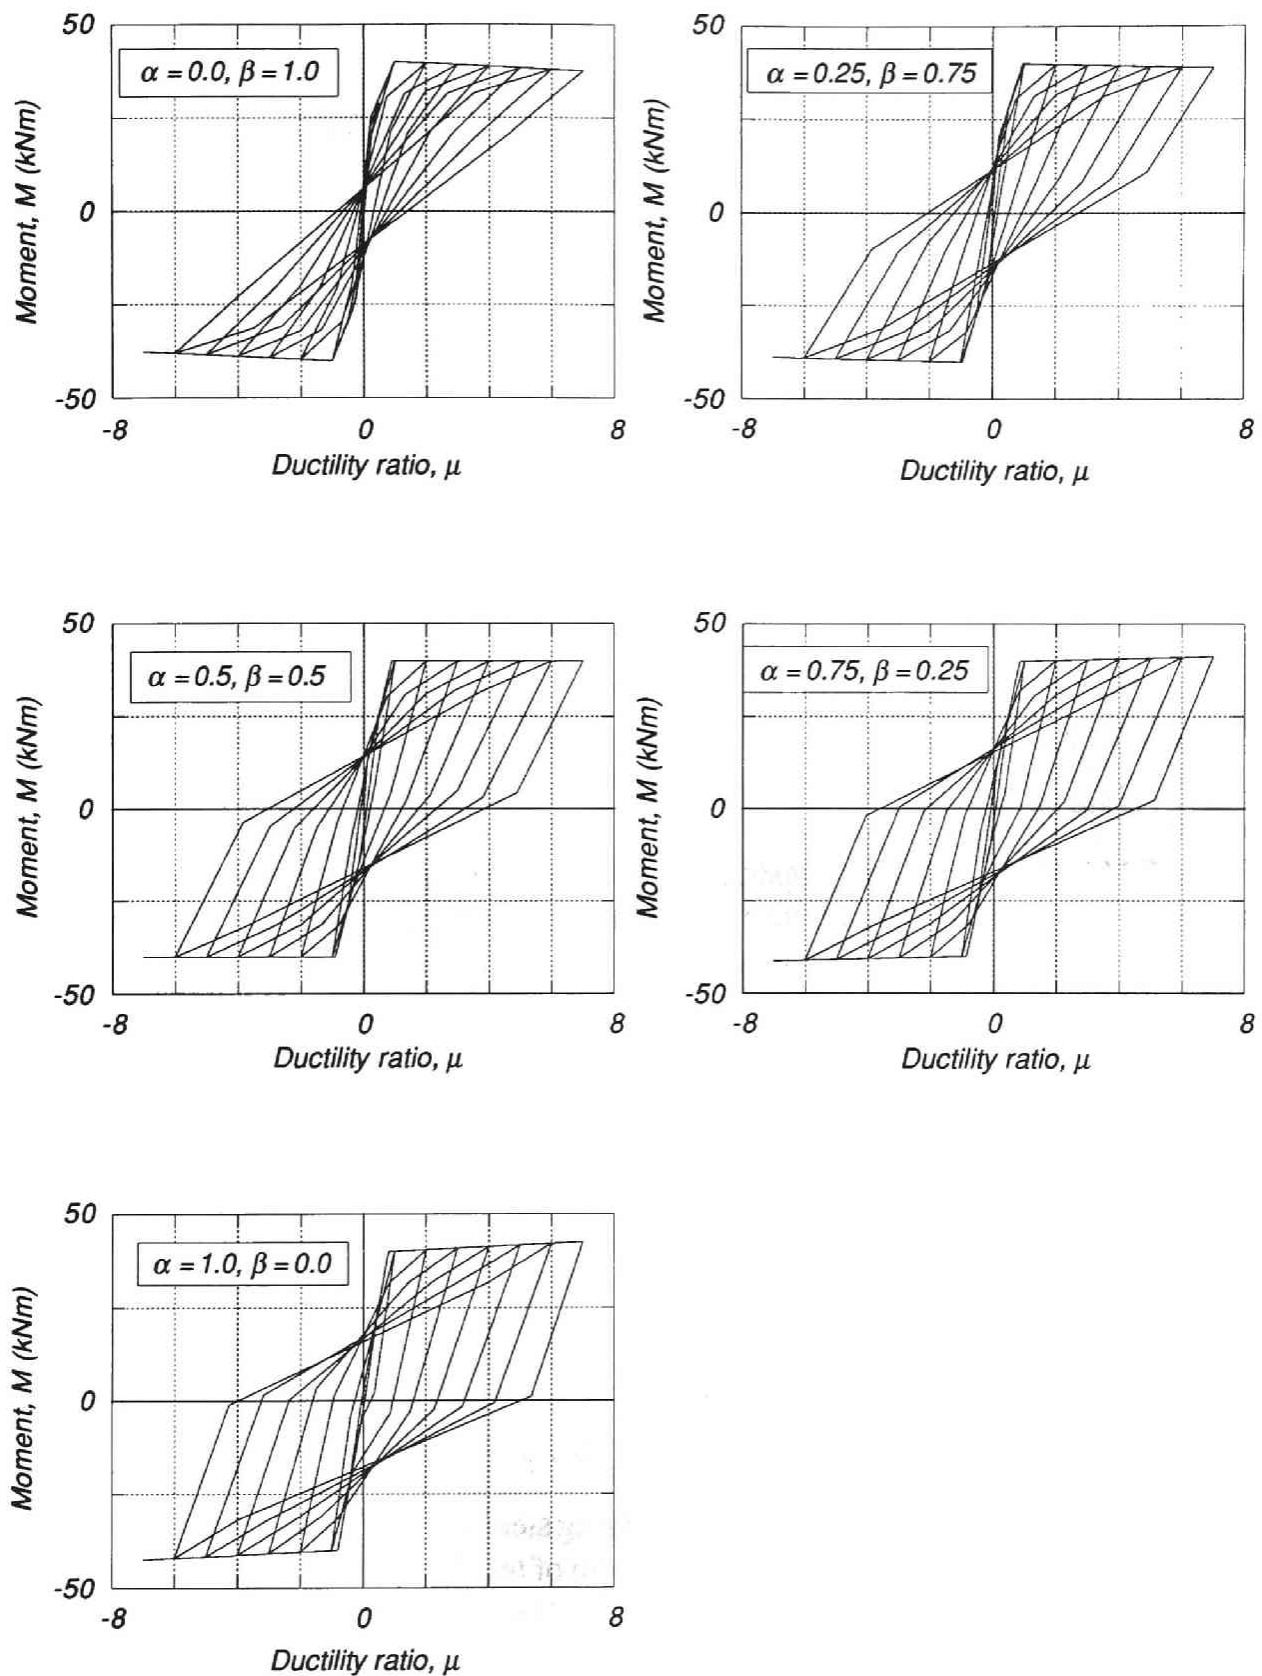 50
α = 0.0, β = 1.0
Moment, M (kNm)
0
-50
-8 0 8
Ductility ratio, μ
50
α = 0.25, β = 0.75
Moment, M (kNm)
0
-50
-8 0 8
Ductility ratio, μ
50
α = 0.5, β = 0.5
Moment, M (kNm)
0
-50
-8 0 8
Ductility ratio, μ
50
α = 0.75, β = 0.25
Moment, M (kNm)
0
-50
-8 0 8
Ductility ratio, μ
50
α = 1.0, β = 0.0
Moment, M (kNm)
0
-50
-8 0 8
Ductility ratio, μ